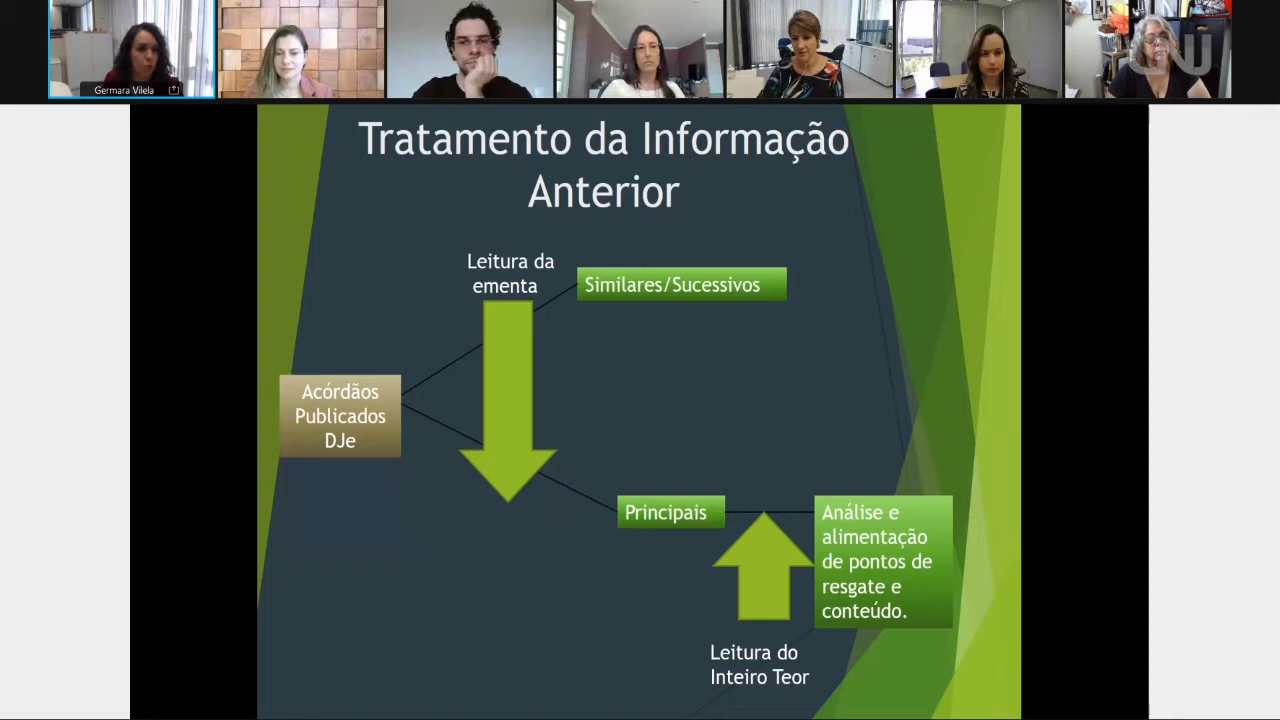 Germara Vilela
CNJ
Tratamento da Informação
Anterior
Leitura da
ementa
Similares/Sucessivos
Acórdãos
Publicados
DJe
Principais
Análise e
alimentação
de pontos de
resgate e
conteúdo.
Leitura do
Inteiro Teor